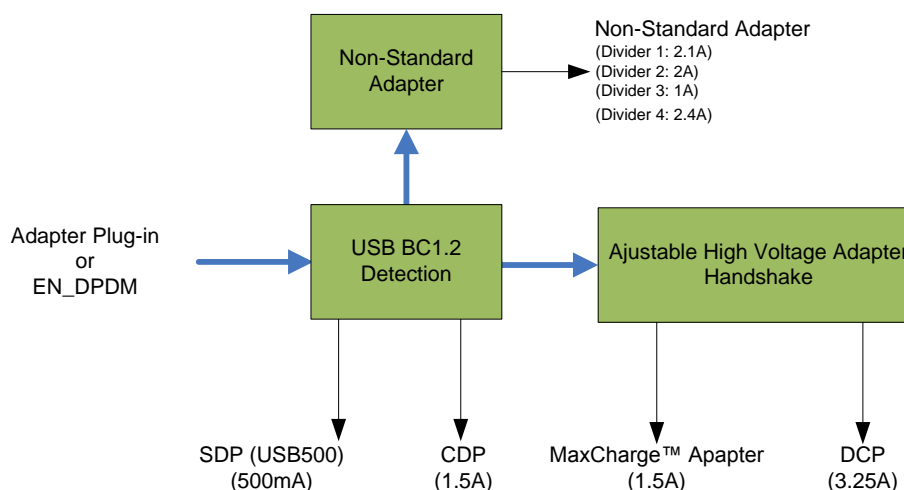 Non-Standard
Adapter
Non-Standard Adapter
(Divider 1: 2.1A)
(Divider 2: 2A)
(Divider 3: 1A)
(Divider 4: 2.4A)
Adapter Plug-in
or
EN_DPDM
USB BC1.2
Detection
Ajustable High Voltage Adapter
Handshake
SDP (USB500)
(500mA)
CDP
(1.5A)
MaxCharge™ Apapter
(1.5A)
DCP
(3.25A)